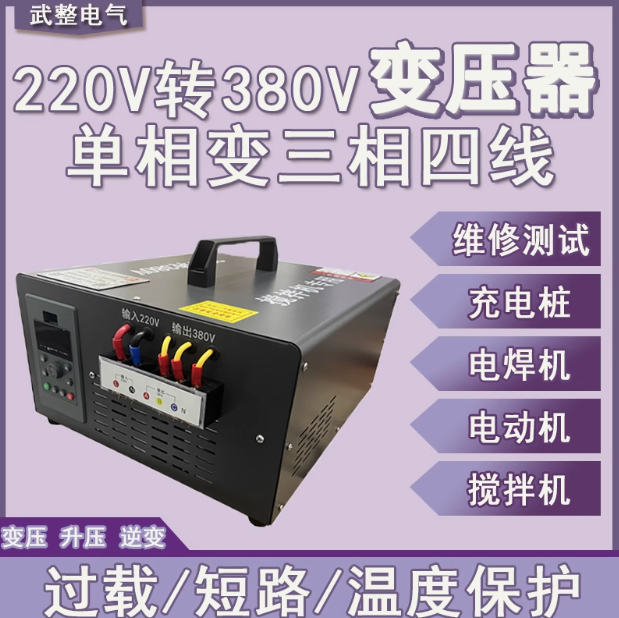 武整电气
220V转380V变压器
单相变三相四线
维修测试
充电桩
电焊机
电动机
搅拌机
输入220V 输出380V
L N A B C N
变压 升压 逆变
过载/短路/温度保护